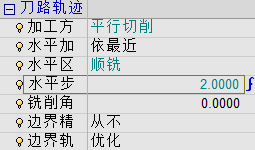 刀路轨迹
加工方 平行切削
水平加 依最近
水平区 顺铣
水平步 2.0000
铣削角 0.0000
边界精 从不
边界轨 优化